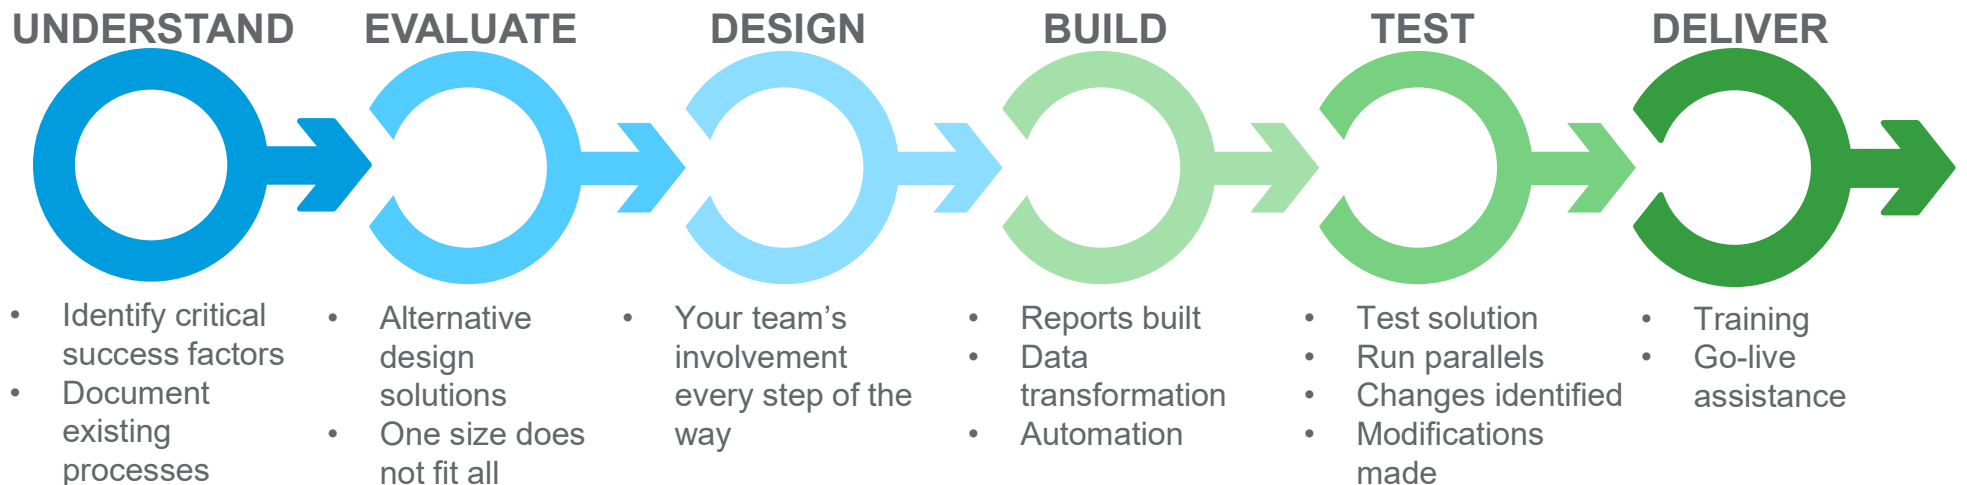 UNDERSTAND
• Identify critical
success factors
• Document
existing
processes
EVALUATE
• Alternative
design
solutions
• One size does
not fit all
DESIGN
• Your team’s
involvement
every step of the
way
BUILD
• Reports built
• Data
transformation
• Automation
TEST
• Test solution
• Run parallels
• Changes identified
• Modifications
made
DELIVER
• Training
• Go-live
assistance